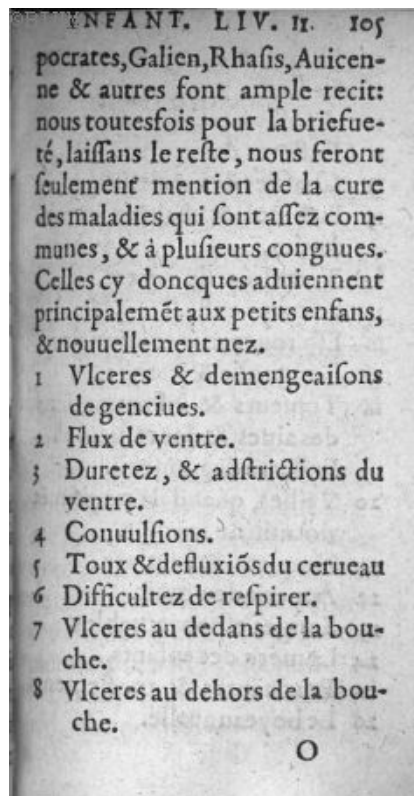 ENFANT. LIV. II. 105
pocrates, Galien, Rhaſis, Auicen-
ne & autres font ample recit:
nous toutesfois pour la briefue-
té, laiſſans le reſte, nous feront
ſeulement mention de la cure
des maladies qui ſont aſſez com-
munes, & à pluſieurs congnues.
Celles cy doncques aduiennent
principalemẽt aux petits enfans,
& nouuellement nez.
1 Vlceres & demengeaiſons
de genciues.
2 Flux de ventre.
3 Duretez, & adſtrictions du
ventre.
4 Conuulſions.
5 Toux & defluxiõs du cerueau
6 Difficultez de reſpirer.
7 Vlceres au dedans de la bou-
che.
8 Vlceres au dehors de la bou-
che.
O